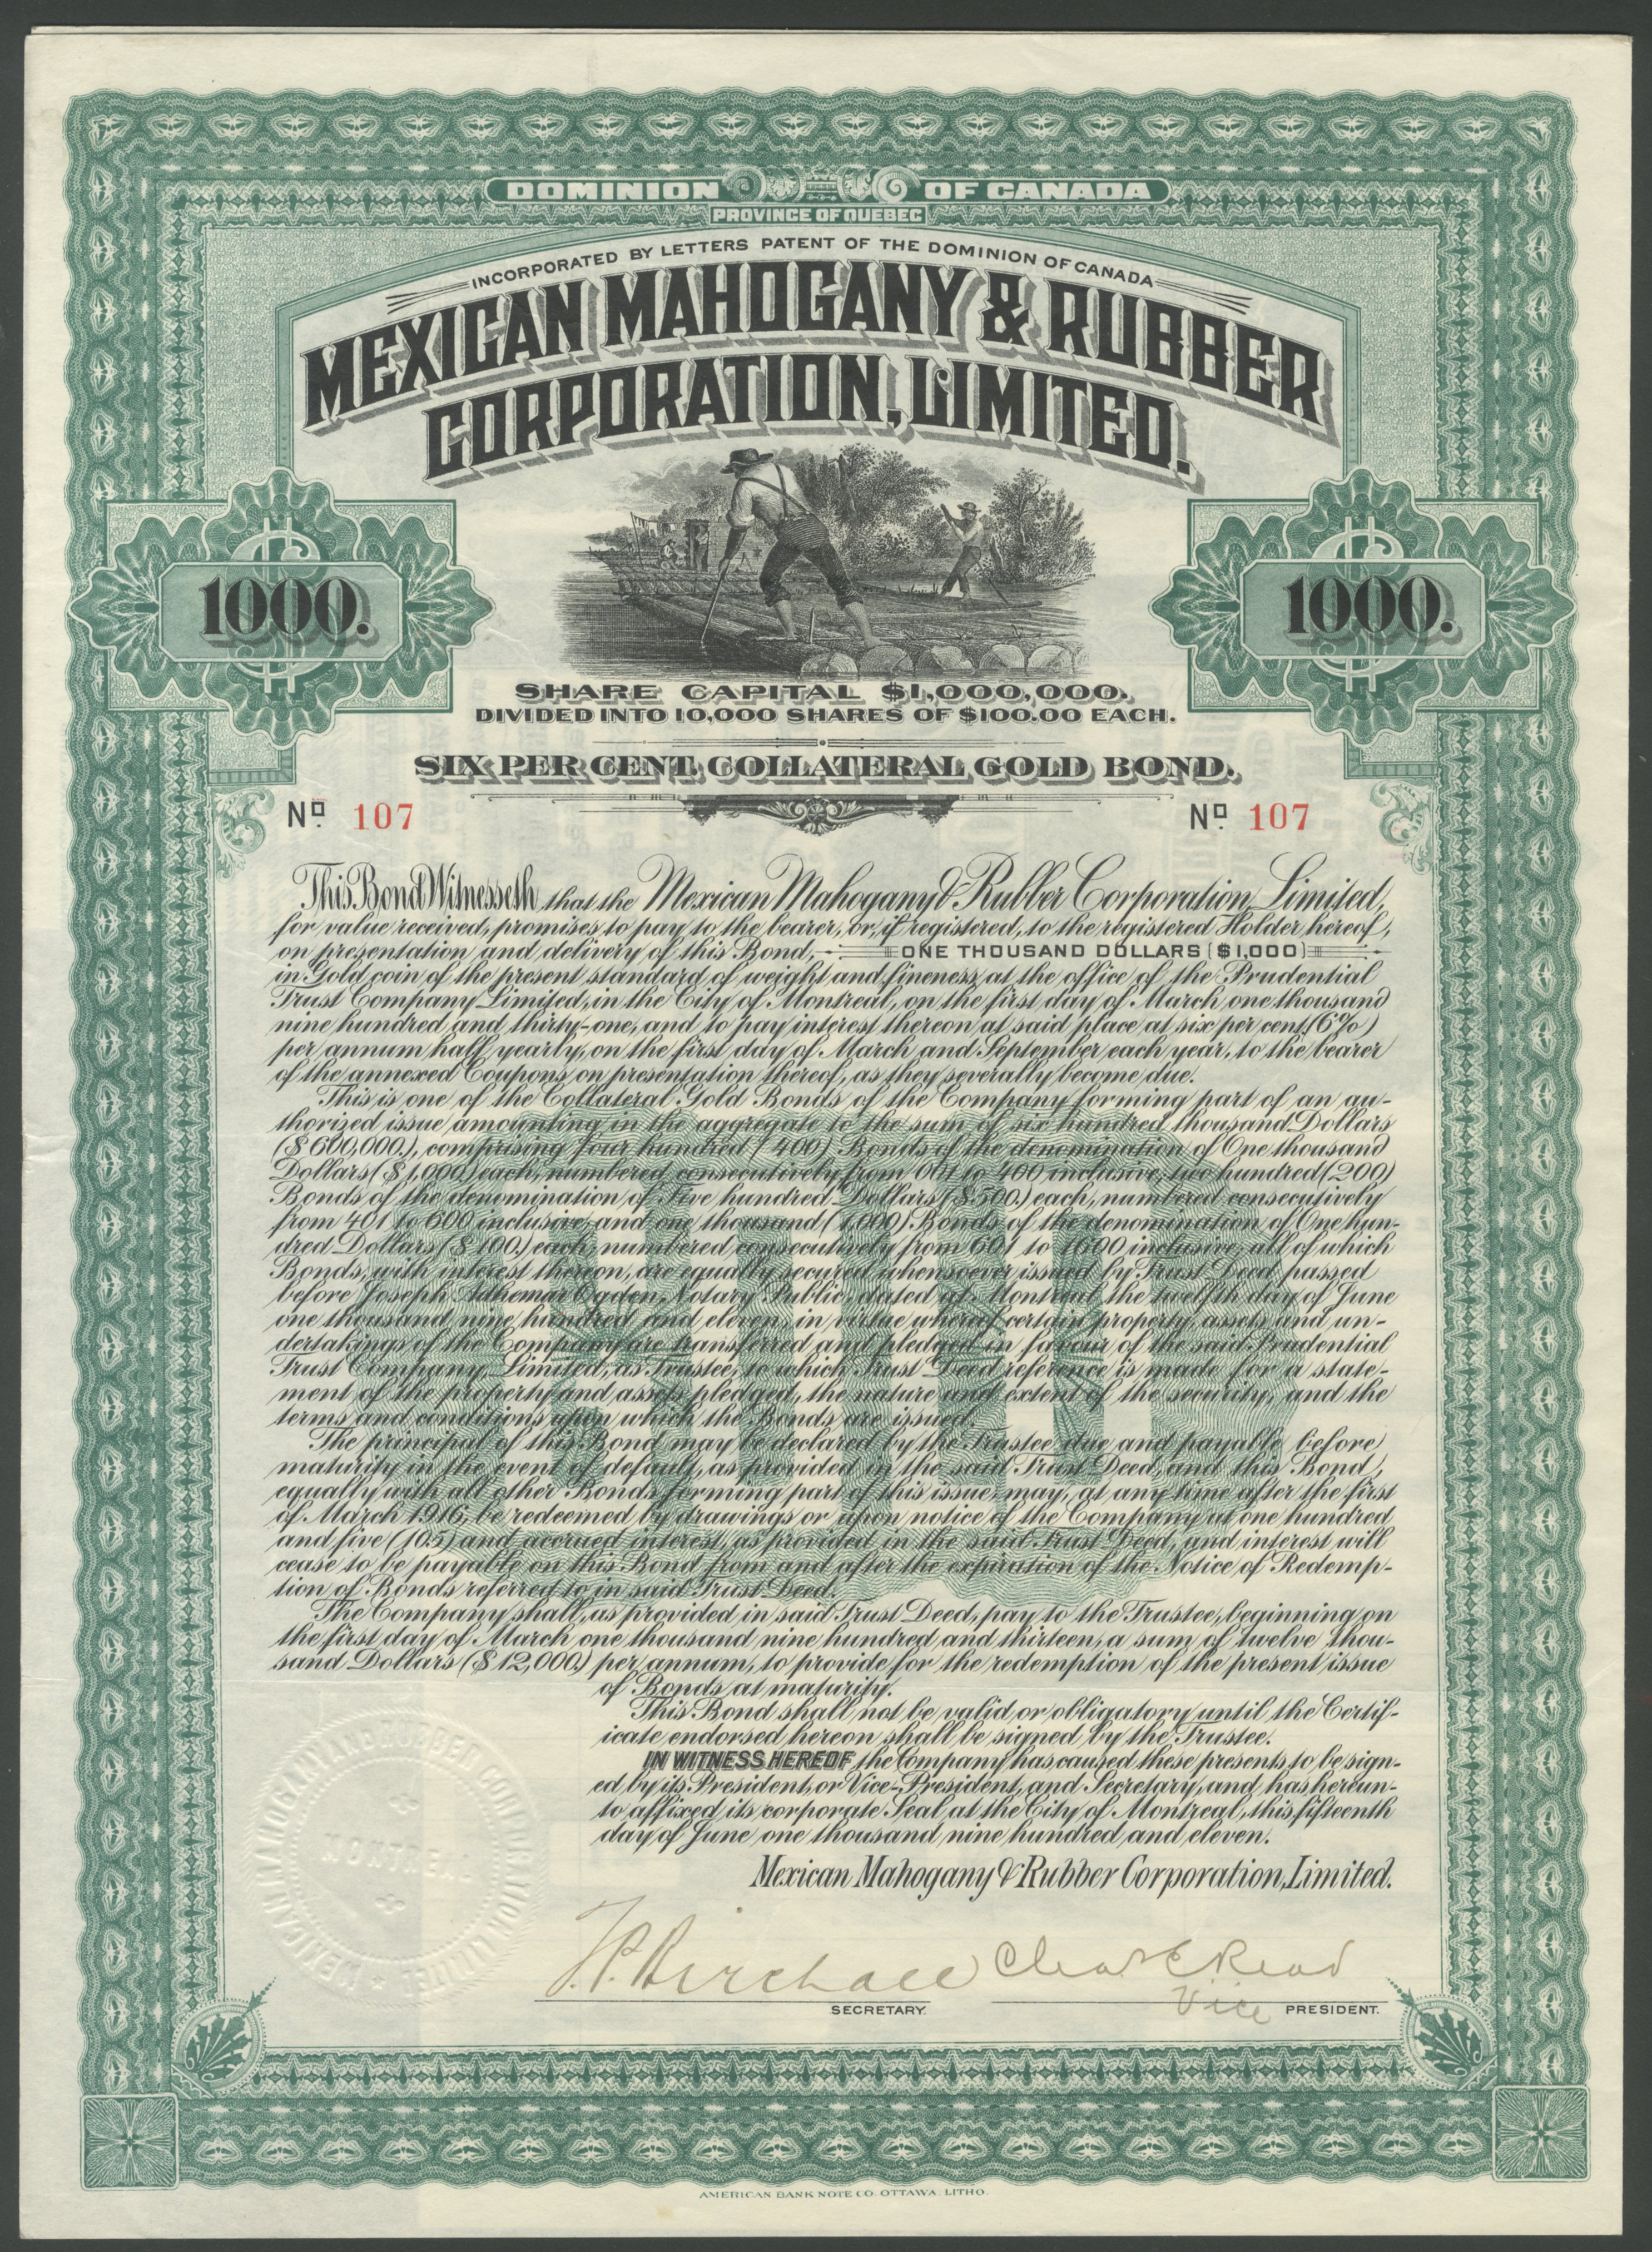 DOMINION OF CANADA
PROVINCE OF QUEBEC
INCORPORATED BY LETTERS PATENT OF THE DOMINION OF CANADA
MEXICAN MAHOGANY & RUBBER
CORPORATION, LIMITED.
$ 1000. $ 1000.
SHARE CAPITAL $1,000,000.
DIVIDED INTO 10,000 SHARES OF $100.00 EACH.
SIX PER CENT. COLLATERAL GOLD BOND.
No. 107 No. 107
This Bond Witnesseth that the Mexican Mahogany & Rubber Corporation, Limited,
for value received, promises to pay to the bearer, or, if registered, to the registered Holder hereof,
on presentation and delivery of this Bond, ONE THOUSAND DOLLARS ($1,000)
in Gold coin of the present standard of weight and fineness at the office of the Prudential
Trust Company Limited, in the City of Montreal, on the first day of March one thousand
nine hundred and thirty-one, and to pay interest thereon at said place at six per cent. (6%)
per annum half yearly, on the first day of March and September each year, to the bearer
of the annexed Coupons on presentation thereof, as they severally become due.
This is one of the Collateral Gold Bonds of the Company forming part of an au-
thorized issue amounting in the aggregate to the sum of six hundred thousand Dollars
($600,000.), comprising four hundred (400) Bonds of the denomination of One thousand
Dollars ($1,000) each, numbered consecutively from 001 to 400 inclusive, two hundred (200)
Bonds of the denomination of Five hundred Dollars ($500.) each, numbered consecutively
from 401 to 600 inclusive, and one thousand (1,000) Bonds of the denomination of One hun-
dred Dollars ($100.) each, numbered consecutively from 601 to 1600 inclusive, all of which
Bonds, with interest thereon, are equally secured whensoever issued by Trust Deed passed
before Joseph Adhemar Ogden, Notary Public, dated at Montreal the twelfth day of June
one thousand nine hundred and eleven, in virtue whereof certain property, assets and un-
dertakings of the Company are transferred and pledged in favour of the said Prudential
Trust Company, Limited, as Trustee, to which Trust Deed reference is made for a state-
ment of the property and assets pledged, the nature and extent of the security, and the
terms and conditions upon which the Bonds are issued.
The principal of this Bond may be declared by the Trustee due and payable before
maturity in the event of default, as provided in the said Trust Deed, and this Bond,
equally with all other Bonds forming part of this issue, may, at any time after the first
of March 1916, be redeemed by drawings or upon notice of the Company at one hundred
and five (105) and accrued interest, as provided in the said Trust Deed, and interest will
cease to be payable on this Bond from and after the expiration of the Notice of Redemp-
tion of Bonds referred to in said Trust Deed.
The Company shall, as provided in said Trust Deed, pay to the Trustee, beginning on
the first day of March one thousand nine hundred and thirteen, a sum of twelve thou-
sand Dollars ($12,000) per annum, to provide for the redemption of the present issue
of Bonds at maturity.
This Bond shall not be valid or obligatory until the Certif-
icate endorsed hereon shall be signed by the Trustee.
IN WITNESS HEREOF the Company has caused these presents to be sign-
ed by its President, or Vice-President, and Secretary, and has hereun-
to affixed its corporate Seal at the City of Montreal, this fifteenth
day of June one thousand nine hundred and eleven.
Mexican Mahogany & Rubber Corporation, Limited.
MEXICAN MAHOGANY AND RUBBER CORPORATION LIMITED
MONTREAL
SECRETARY. Vice PRESIDENT.
AMERICAN BANK NOTE CO. OTTAWA. LITHO.